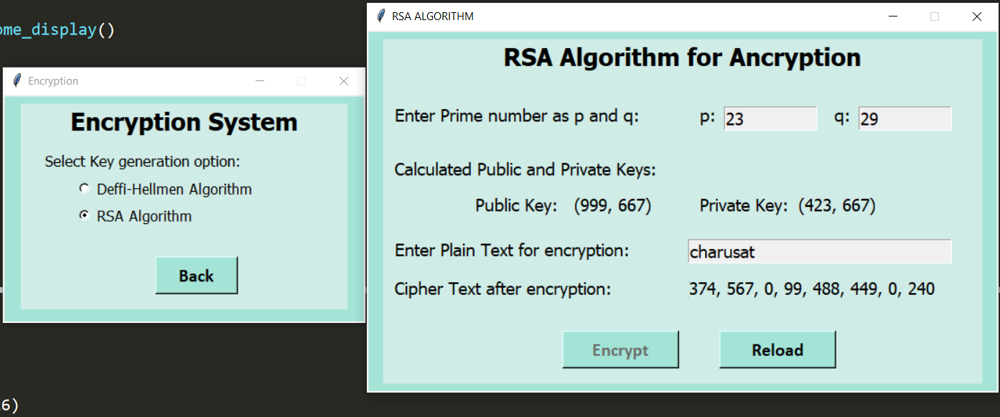 ome_display()
Encryption
Encryption System
Select Key generation option:
Deffi-Hellmen Algorithm
RSA Algorithm
Back
6)
RSA ALGORITHM
RSA Algorithm for Ancryption
Enter Prime number as p and q: p: 23 q: 29
Calculated Public and Private Keys:
Public Key: (999, 667) Private Key: (423, 667)
Enter Plain Text for encryption: charusat
Cipher Text after encryption: 374, 567, 0, 99, 488, 449, 0, 240
Encrypt Reload